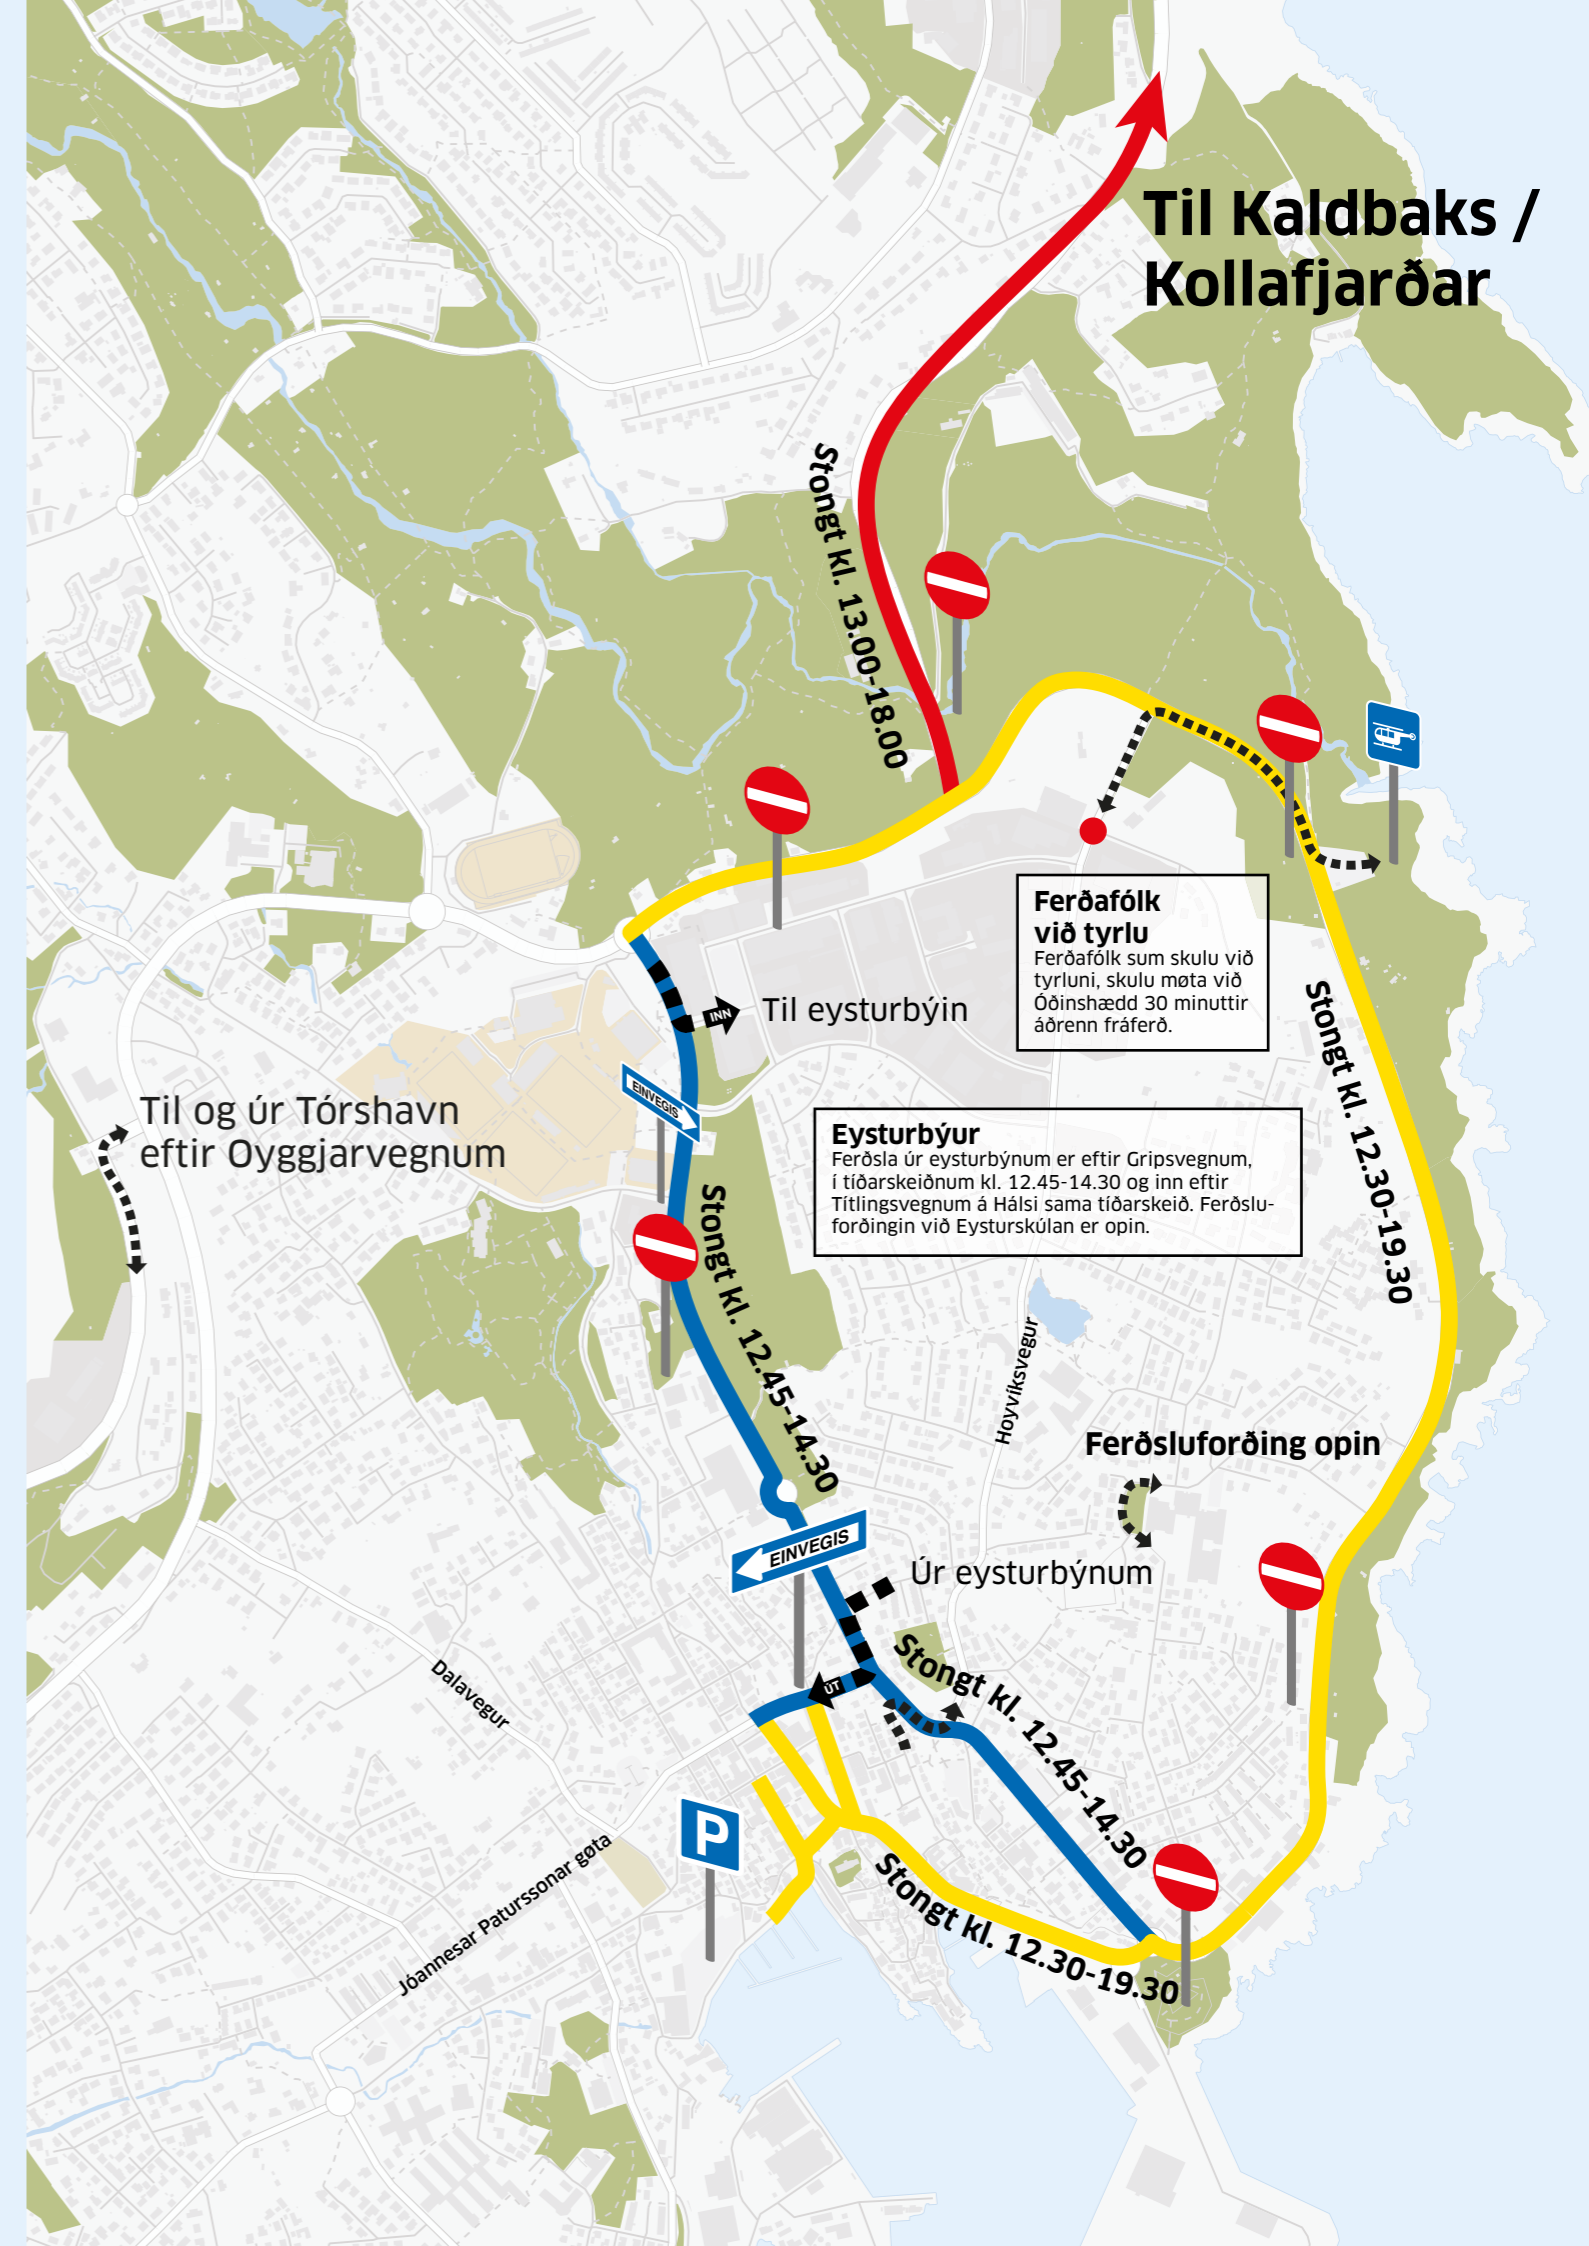 Til Kaldbaks /
Kollafjarðar
Stongt kl. 13.00-18.00
Ferðafólk
við tyrlu
Ferðafólk sum skulu við
tyrluni, skulu møta við
Óðinshædd 30 minuttir
áðrenn fráferð.
INN
Til eysturbýin
Stongt kl. 12.30-19.30
EINVEGIS
Til og úr Tórshavn
eftir Oyggjarvegnum
Eysturbýur
Ferðsla úr eysturbýnum er eftir Gripsvegnum,
í tíðarskeiðnum kl. 12.45-14.30 og inn eftir
Títlingsvegnum á Hálsi sama tíðarskeið. Ferðslu-
forðingin við Eysturskúlan er opin.
Stongt kl. 12.45-14.30
Hoyvíksvegur
Ferðsluforðing opin
EINVEGIS
Úr eysturbýnum
ÚT
Stongt kl. 12.45-14.30
Dalavegur
P
Jóannesar Paturssonar gøta
Stongt kl. 12.30-19.30